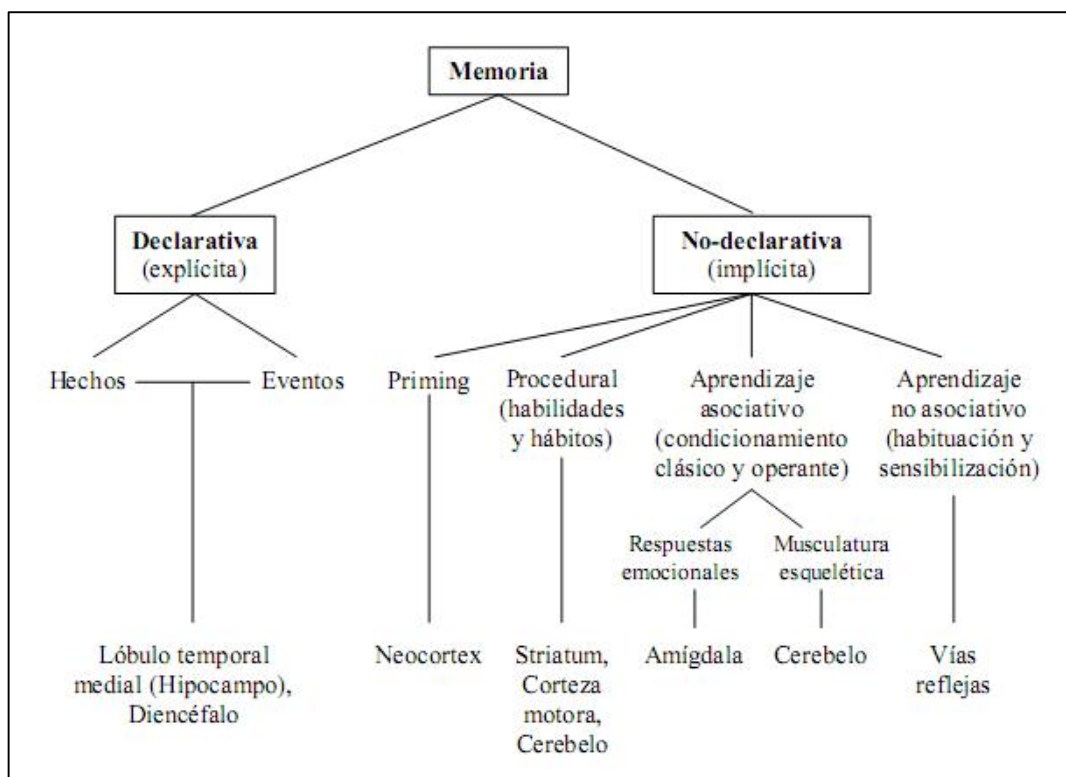 Memoria
Declarativa
(explícita)
No-declarativa
(implícita)
Hechos
Eventos
Priming
Procedural
(habilidades
y hábitos)
Aprendizaje
asociativo
(condicionamiento
clásico y operante)
Aprendizaje
no asociativo
(habituación y
sensibilización)
Respuestas
emocionales
Musculatura
esquelética
Lóbulo temporal
medial (Hipocampo),
Diencéfalo
Neocortex
Striatum,
Corteza
motora,
Cerebelo
Amígdala
Cerebelo
Vías
reflejas